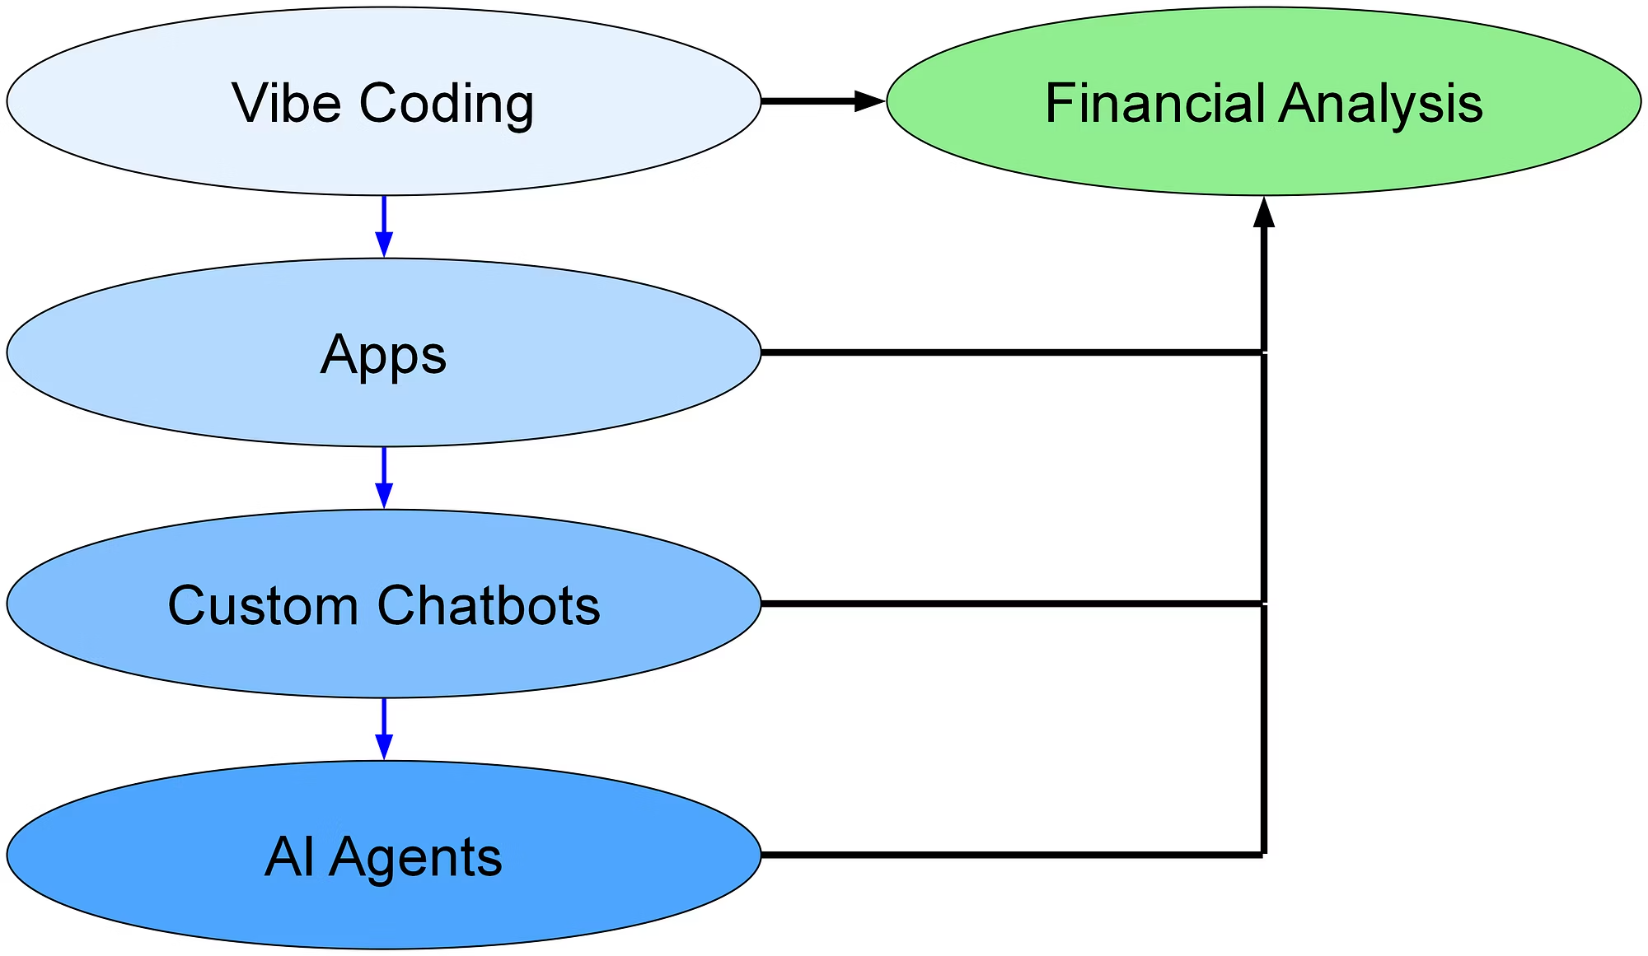 Vibe Coding
Financial Analysis
Apps
Custom Chatbots
AI Agents